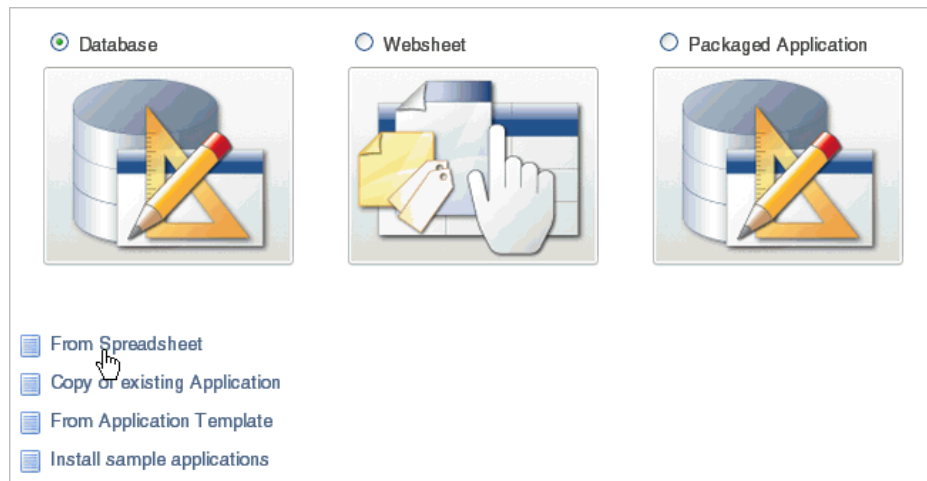 Database
Websheet
Packaged Application
From Spreadsheet
Copy of existing Application
From Application Template
Install sample applications